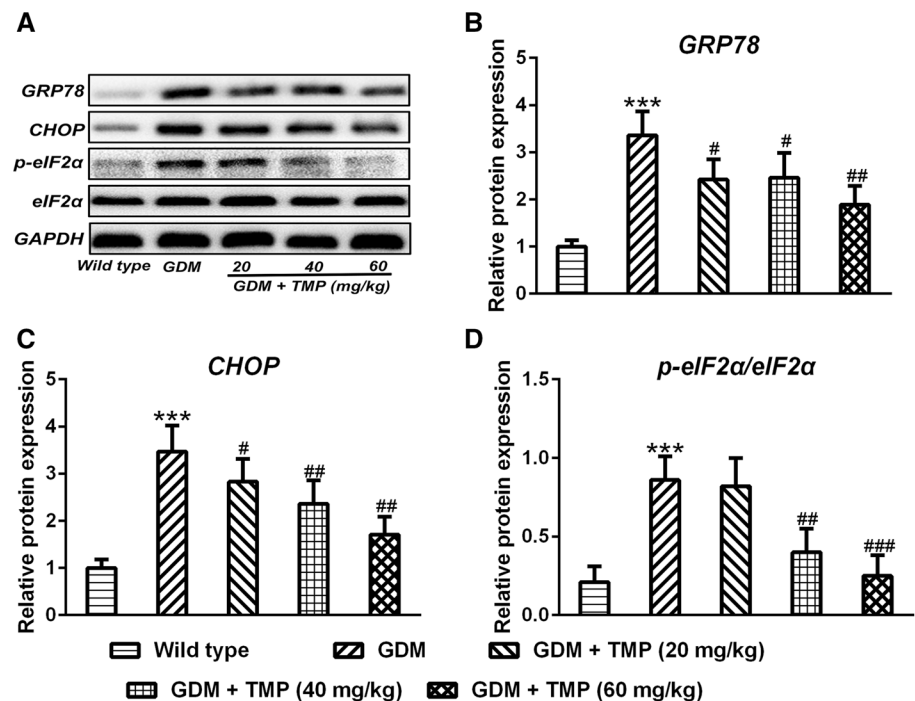 A
GRP78
CHOP
p-eIF2α
eIF2α
GAPDH
Wild type GDM 20 40 60
GDM + TMP (mg/kg)
B
GRP78
Relative protein expression
5
4
3
2
1
0
***
#
#
##
C
CHOP
Relative protein expression
5
4
3
2
1
0
***
#
##
##
D
p-eIF2α/eIF2α
Relative protein expression
1.5
1.0
0.5
0.0
***
##
###
Wild type GDM GDM + TMP (20 mg/kg)
GDM + TMP (40 mg/kg) GDM + TMP (60 mg/kg)